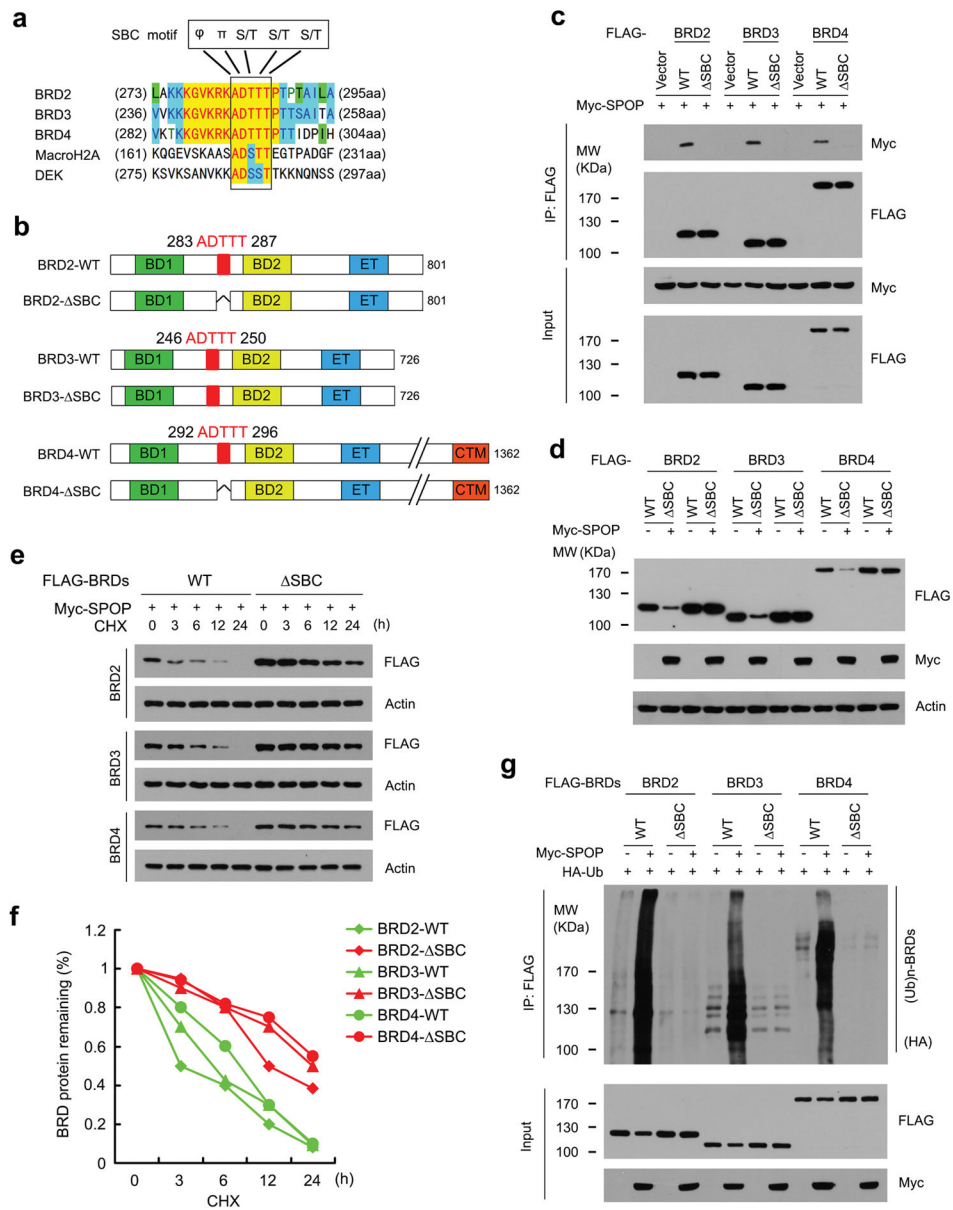 a
SBC motif φ π S/T S/T S/T
BRD2 (273) LAKKKGVKRKADTTTPTPTAILA (295aa)
BRD3 (236) VVKKKGVKRKADTTTPTTSAITA (258aa)
BRD4 (282) VKTKKGVKRKADTTTPTTIDPIH (304aa)
MacroH2A (161) KQGEVSKAASADSTTEGTPADGF (231aa)
DEK (275) KSVKSANVKKADSSTTKKNQNSS (297aa)
b
283 ADTTT 287
BRD2-WT BD1 BD2 ET 801
BRD2-ΔSBC BD1 BD2 ET 801
246 ADTTT 250
BRD3-WT BD1 BD2 ET 726
BRD3-ΔSBC BD1 BD2 ET 726
292 ADTTT 296
BRD4-WT BD1 BD2 ET CTM 1362
BRD4-ΔSBC BD1 BD2 ET CTM 1362
c
FLAG- BRD2 BRD3 BRD4
Vector WT ΔSBC Vector WT ΔSBC Vector WT ΔSBC
Myc-SPOP + + + + + + + + +
IP: FLAG
Myc
MW
(KDa)
170
130
100
FLAG
Input
Myc
170
130
100
FLAG
d
FLAG- BRD2 BRD3 BRD4
WT ΔSBC WT ΔSBC WT ΔSBC WT ΔSBC WT ΔSBC WT ΔSBC
Myc-SPOP - + - + - + - + - + - +
MW (KDa)
170
130
100
FLAG
Myc
Actin
e
FLAG-BRDs WT ΔSBC
Myc-SPOP + + + + + + + + + +
CHX 0 3 6 12 24 0 3 6 12 24 (h)
BRD2
FLAG
Actin
BRD3
FLAG
Actin
BRD4
FLAG
Actin
f
BRD protein remaining (%)
1.2
1
0.8
0.6
0.4
0.2
0
0 3 6 12 24 (h)
CHX
BRD2-WT
BRD2-ΔSBC
BRD3-WT
BRD3-ΔSBC
BRD4-WT
BRD4-ΔSBC
g
FLAG-BRDs BRD2 BRD3 BRD4
WT ΔSBC WT ΔSBC WT ΔSBC
Myc-SPOP - + - + - + - + - + - +
HA-Ub + + + + + + + + + + + +
IP: FLAG
MW
(KDa)
170
130
100
(Ub)n-BRDs
(HA)
Input
170
130
100
FLAG
Myc